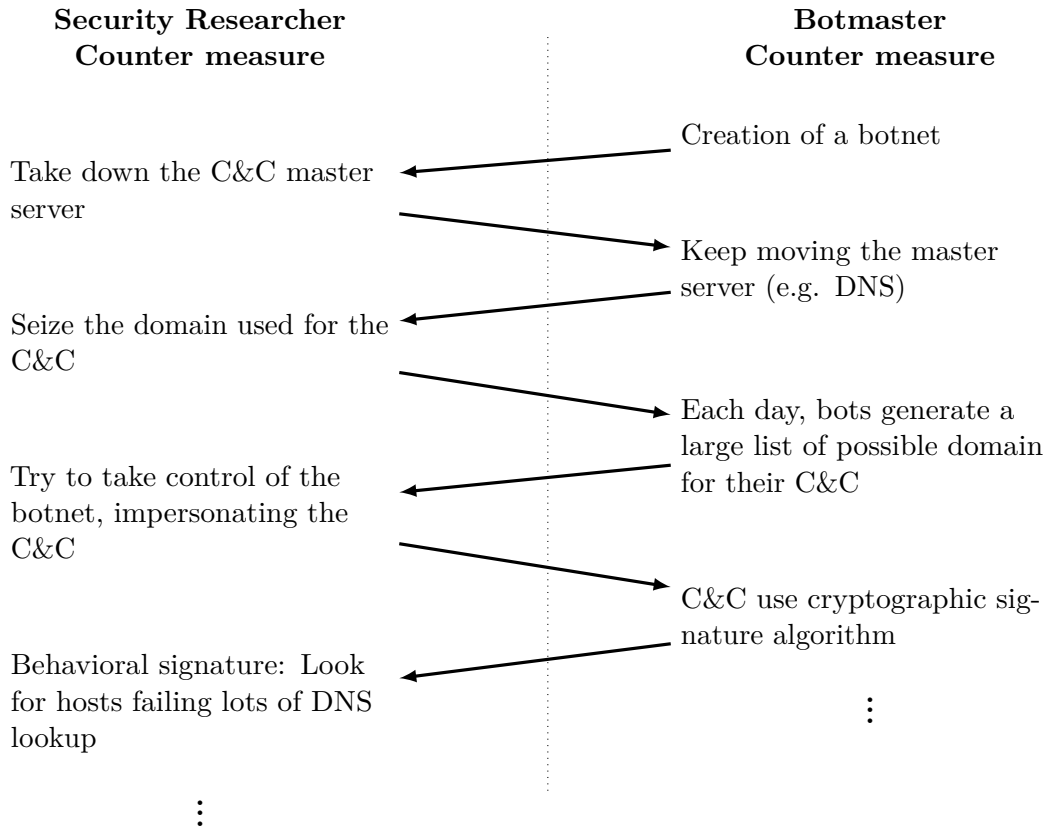 Security Researcher
Counter measure
Botmaster
Counter measure
Creation of a botnet
Take down the C&C master
server
Keep moving the master
server (e.g. DNS)
Seize the domain used for the
C&C
Each day, bots generate a
large list of possible domain
for their C&C
Try to take control of the
botnet, impersonating the
C&C
C&C use cryptographic sig-
nature algorithm
Behavioral signature: Look
for hosts failing lots of DNS
lookup
⋮
⋮